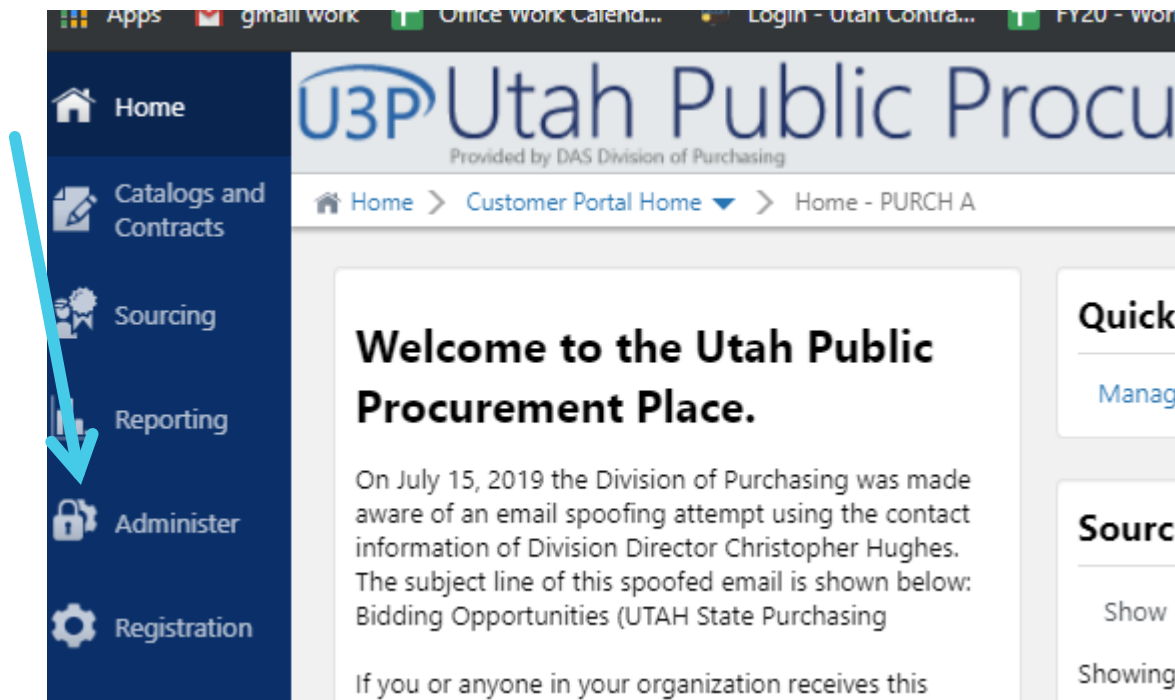 Apps gmail work Office Work Calend... Login - Utah Contra... FY20 - Wor
Home
Catalogs and
Contracts
Sourcing
Reporting
Administer
Registration
U3P Utah Public Procu
Provided by DAS Division of Purchasing
Home > Customer Portal Home > Home - PURCH A
Welcome to the Utah Public
Procurement Place.
On July 15, 2019 the Division of Purchasing was made
aware of an email spoofing attempt using the contact
information of Division Director Christopher Hughes.
The subject line of this spoofed email is shown below:
Bidding Opportunities (UTAH State Purchasing
If you or anyone in your organization receives this
Quick
Manag
Sourc
Show
Showing